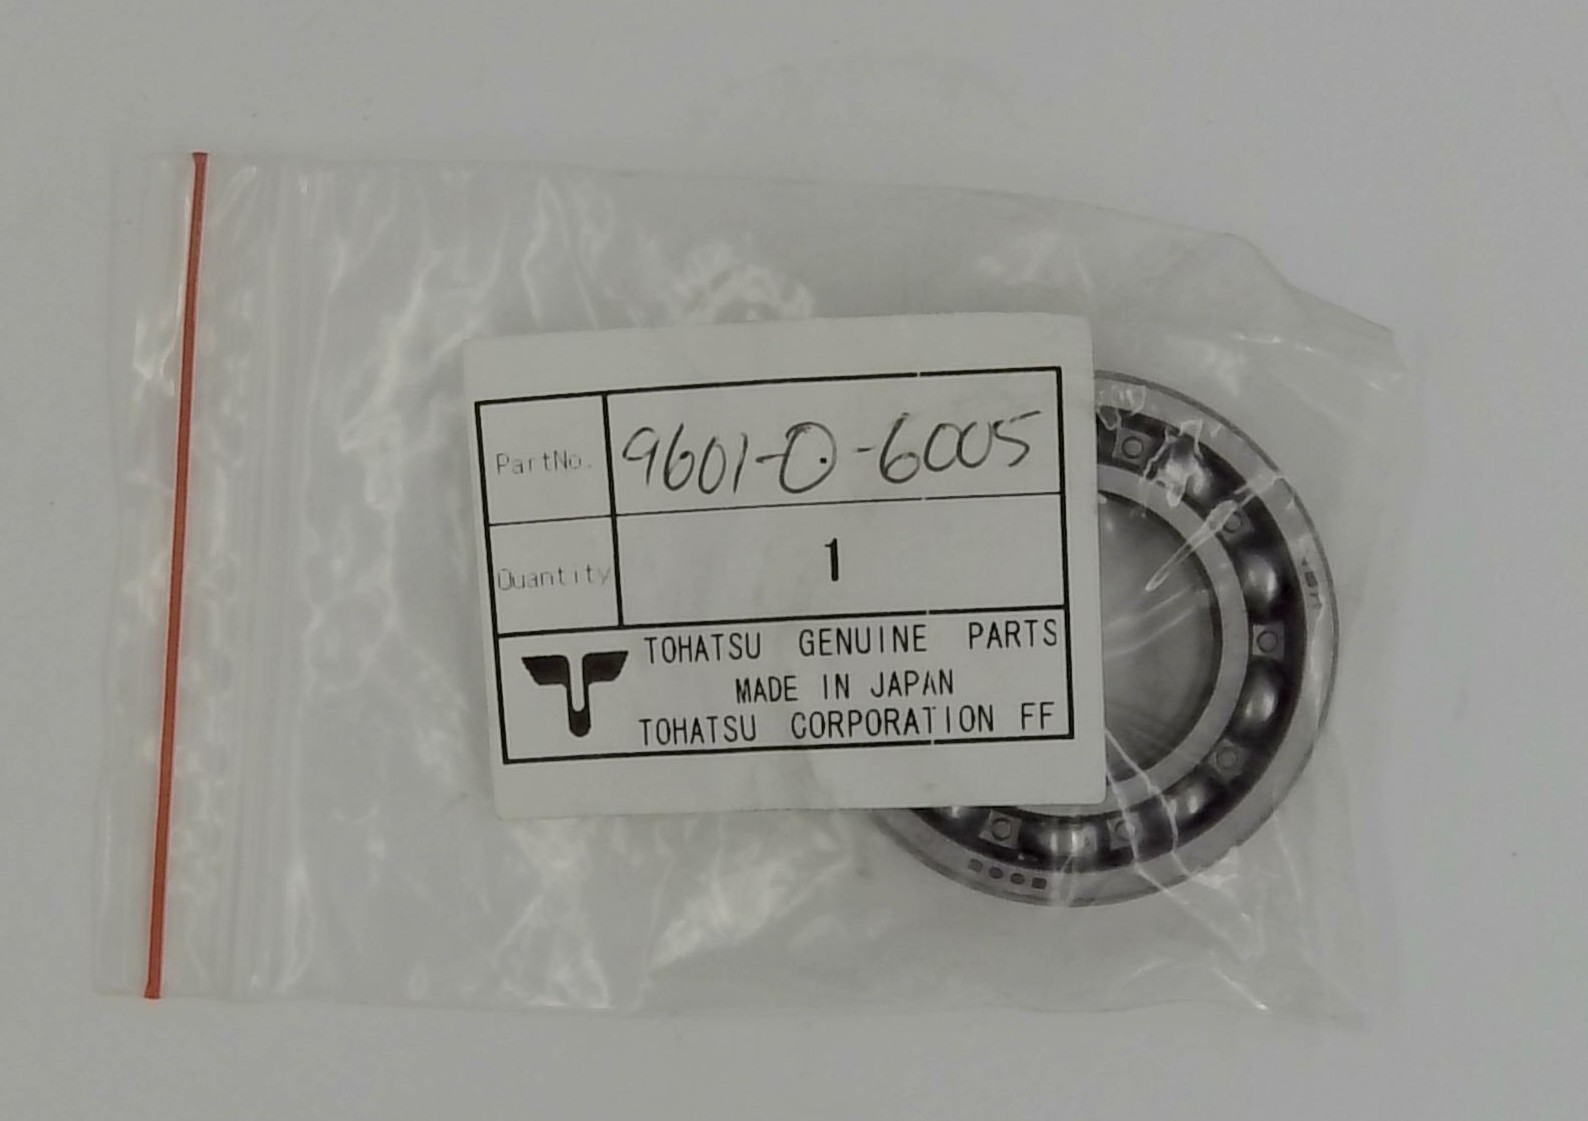 PartNo. 9601-0-6005
Quantity 1
TOHATSU GENUINE PARTS
MADE IN JAPAN
TOHATSU CORPORATION FF